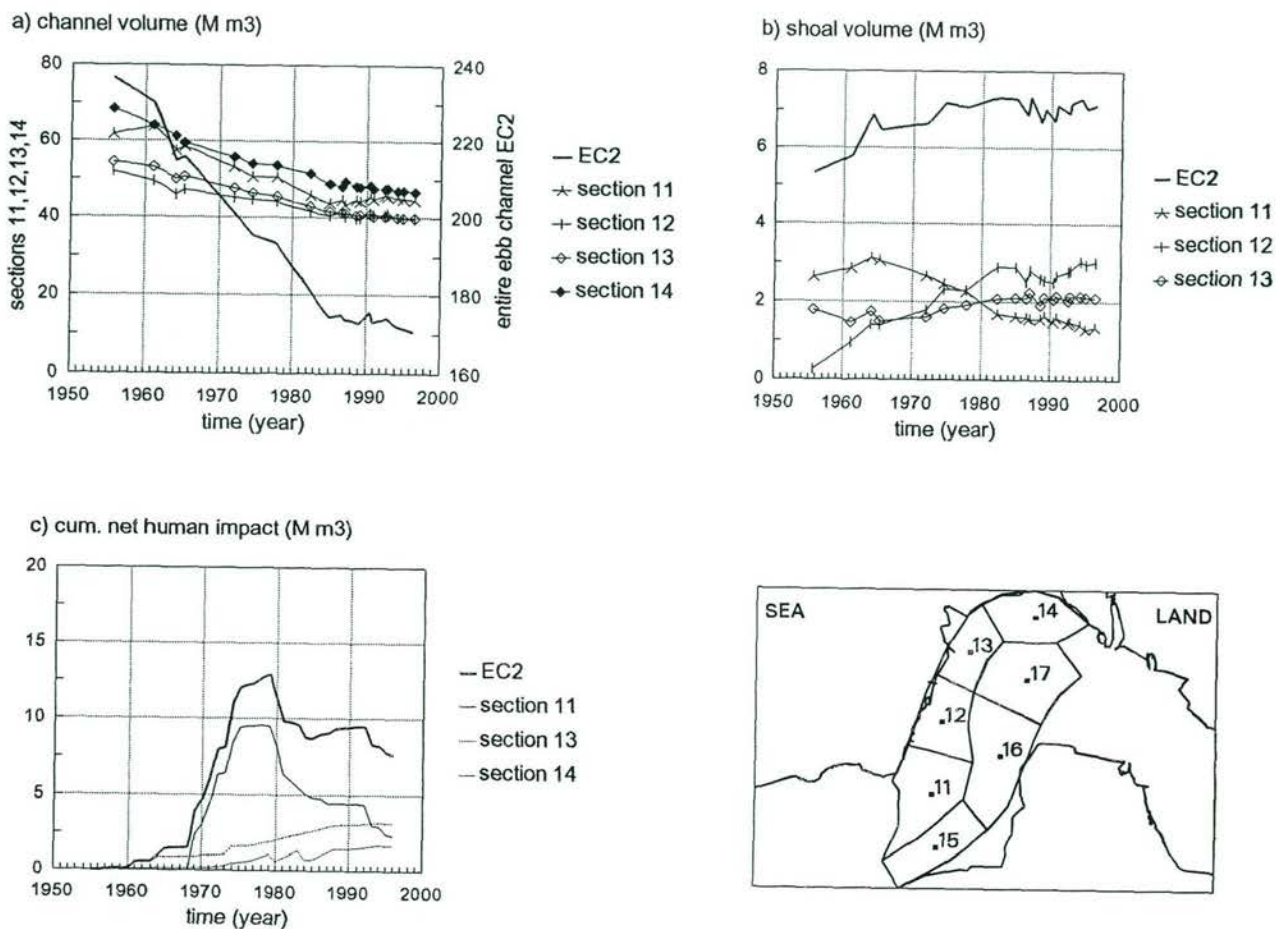 a) channel volume (M m3)
80
60
40
20
0
240
220
200
180
160
1950
1960
1970
1980
1990
2000
sections 11,12,13,14
entire ebb channel EC2
time (year)
EC2
section 11
section 12
section 13
section 14
b) shoal volume (M m3)
8
6
4
2
0
1950
1960
1970
1980
1990
2000
time (year)
EC2
section 11
section 12
section 13
c) cum. net human impact (M m3)
20
15
10
5
0
1950
1960
1970
1980
1990
2000
time (year)
EC2
section 11
section 13
section 14
SEA
LAND
14
13
17
12
16
11
15